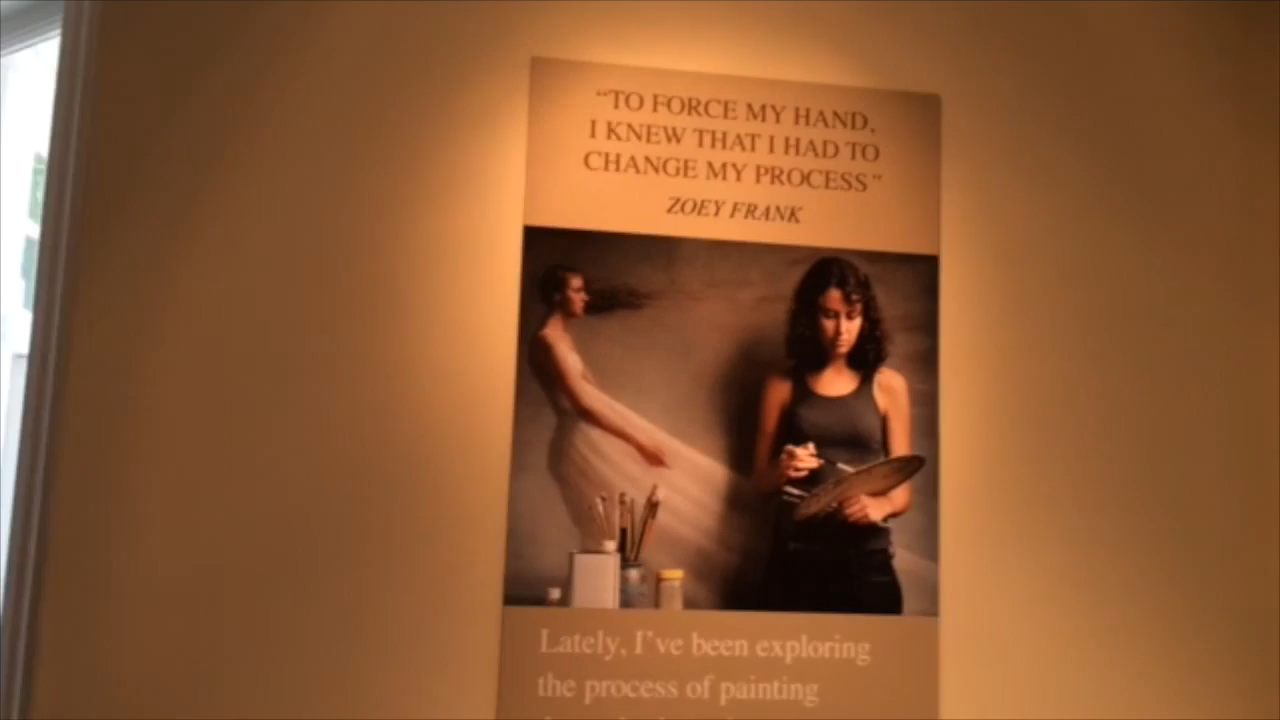 “TO FORCE MY HAND,
I KNEW THAT I HAD TO
CHANGE MY PROCESS”
ZOEY FRANK
Lately, I’ve been exploring
the process of painting